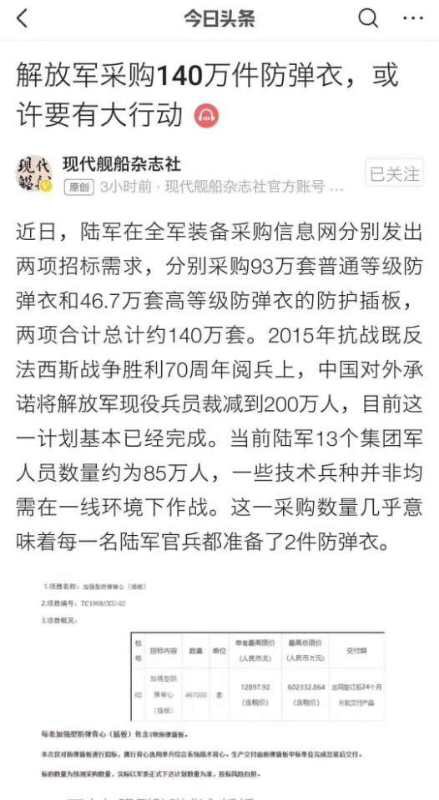 今日头条
解放军采购140万件防弹衣，或
许要有大行动
现代舰船杂志社
已关注
原创 3小时前 · 现代舰船杂志社官方账号 ...
近日，陆军在全军装备采购信息网分别发出
两项招标需求，分别采购93万套普通等级防
弹衣和46.7万套高等级防弹衣的防护插板，
两项合计总计约140万套。2015年抗战既反
法西斯战争胜利70周年阅兵上，中国对外承
诺将解放军现役兵员裁减到200万人，目前这
一计划基本已经完成。当前陆军13个集团军
人员数量约为85万人，一些技术兵种并非均
需在一线环境下作战。这一采购数量几乎意
味着每一名陆军官兵都准备了2件防弹衣。
1.项目名称：加强型防弹背心（插板）
2.项目编号：
3.项目概况：
招标内容 数量 单位 单套最高限价 (人民币元) 最高总限价 (人民币万元) 交付期
02 加强型防弹背心（插板） 467000 套 12897.92 (含税价) 602332.864 (含税价) 合同签订后24个月